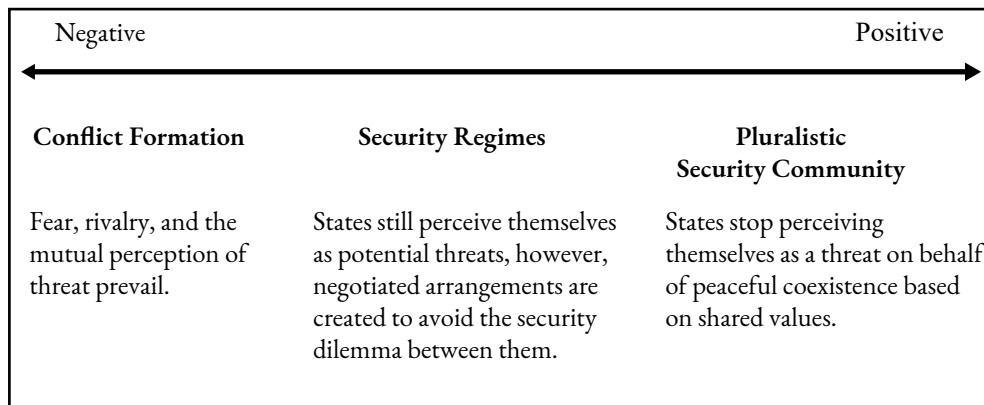 Negative
Positive
Conflict Formation
Fear, rivalry, and the
mutual perception of
threat prevail.
Security Regimes
States still perceive themselves
as potential threats, however,
negotiated arrangements are
created to avoid the security
dilemma between them.
Pluralistic
Security Community
States stop perceiving
themselves as a threat on behalf
of peaceful coexistence based
on shared values.